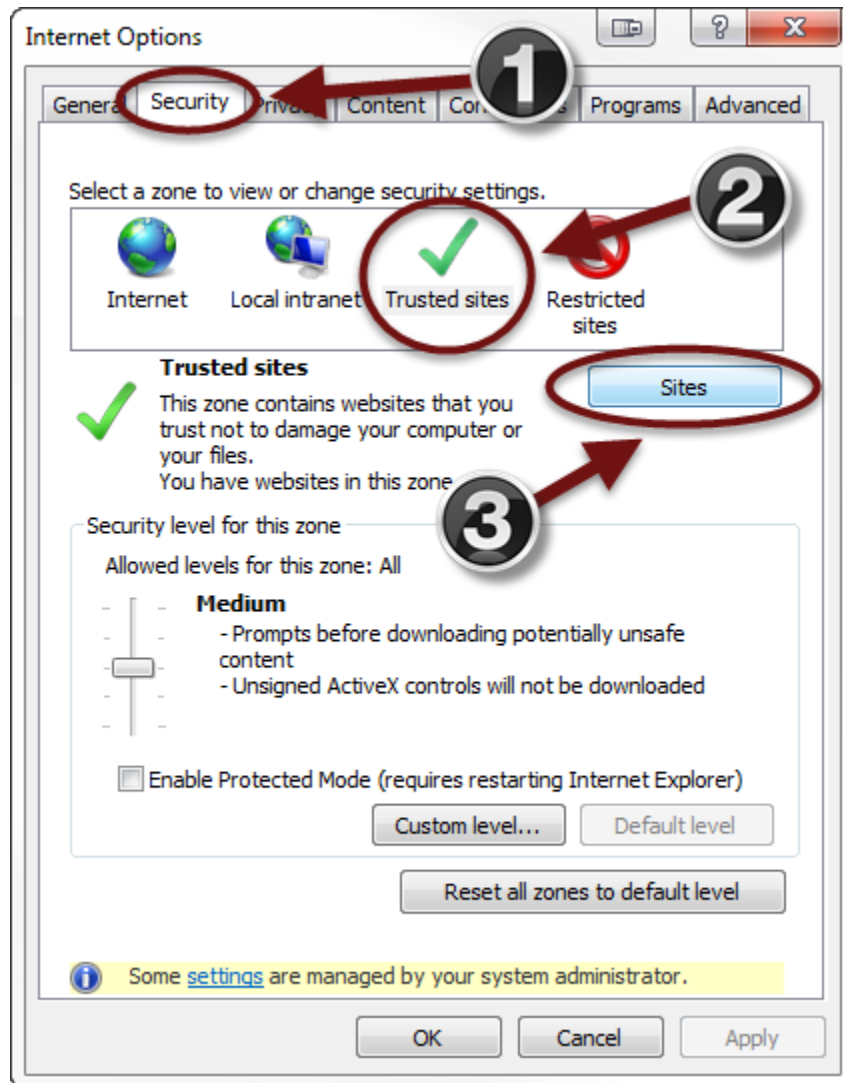 Internet Options
1
General Security Privacy Content Programs Advanced
2
Select a zone to view or change security settings.
Internet Local intranet Trusted sites Restricted
sites
Trusted sites
Sites
This zone contains websites that you
trust not to damage your computer or
your files.
You have websites in this zone
3
Security level for this zone
Allowed levels for this zone: All
Medium
- Prompts before downloading potentially unsafe
content
- Unsigned ActiveX controls will not be downloaded
Enable Protected Mode (requires restarting Internet Explorer)
Custom level... Default level
Reset all zones to default level
Some settings are managed by your system administrator.
OK Cancel Apply